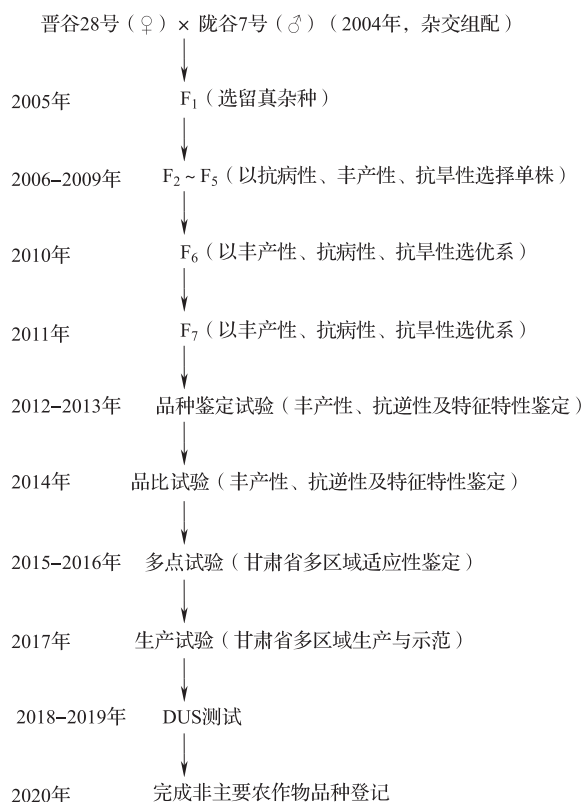 晋谷28号（♀）× 陇谷7号（♂）（2004年，杂交组配）
2005年 F₁（选留真杂种）
2006–2009年 F₂ ~ F₅（以抗病性、丰产性、抗旱性选择单株）
2010年 F₆（以丰产性、抗病性、抗旱性选优系）
2011年 F₇（以丰产性、抗病性、抗旱性选优系）
2012–2013年 品种鉴定试验（丰产性、抗逆性及特征特性鉴定）
2014年 品比试验（丰产性、抗逆性及特征特性鉴定）
2015–2016年 多点试验（甘肃省多区域适应性鉴定）
2017年 生产试验（甘肃省多区域生产与示范）
2018–2019年 DUS测试
2020年 完成非主要农作物品种登记